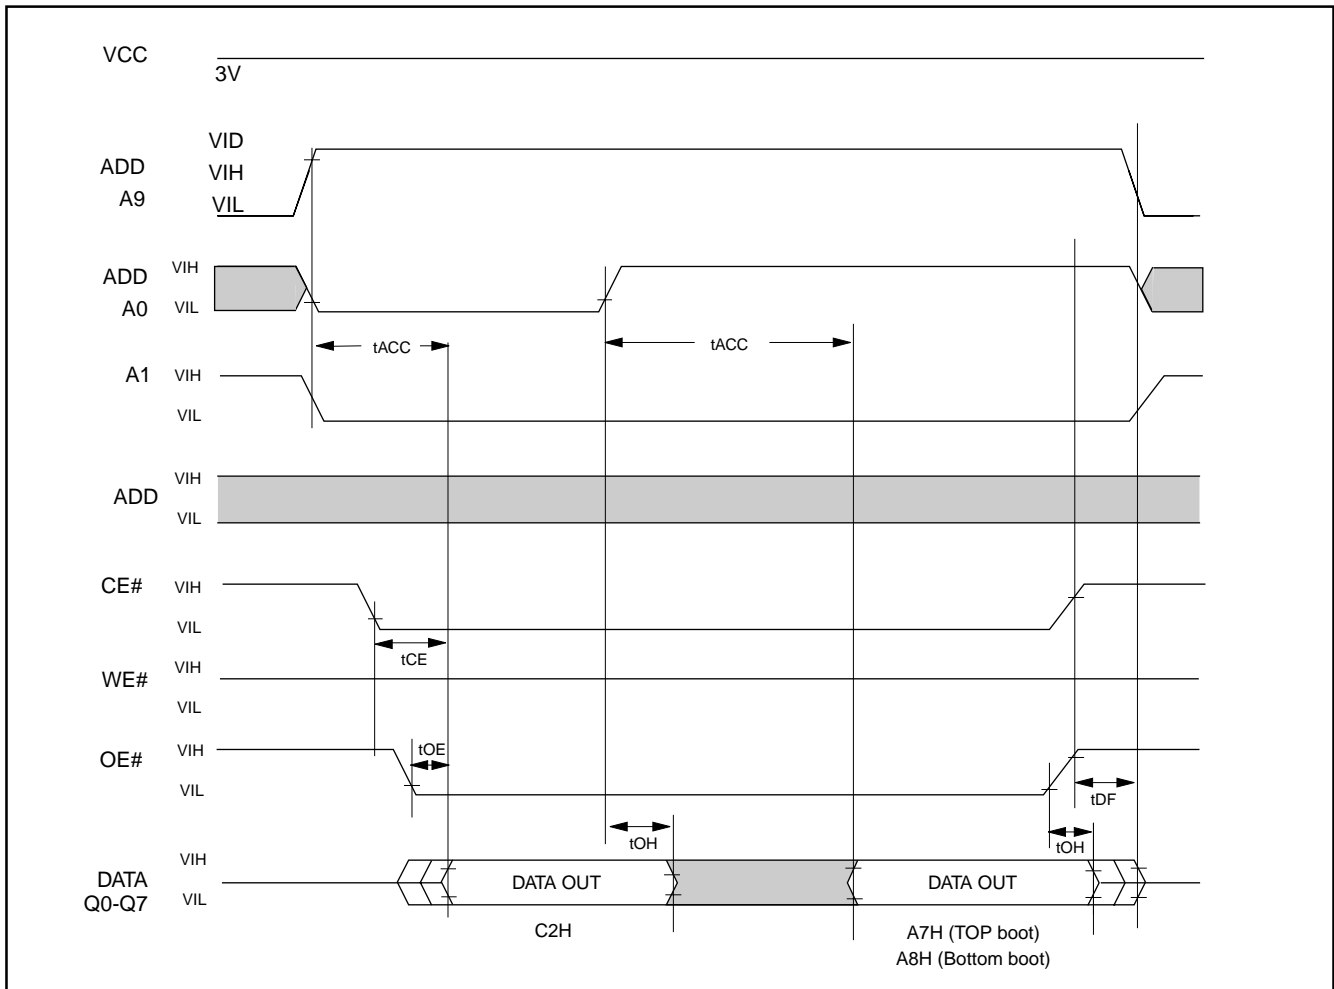 VCC
3V
VID
ADD
VIH
A9
VIL
ADD
VIH
A0
VIL
tACC
tACC
A1
VIH
VIL
ADD
VIH
VIL
CE#
VIH
VIL
tCE
WE#
VIH
VIL
OE#
VIH
tOE
VIL
tDF
tOH
tOH
VIH
DATA
Q0-Q7
VIL
DATA OUT
DATA OUT
C2H
A7H (TOP boot)
A8H (Bottom boot)